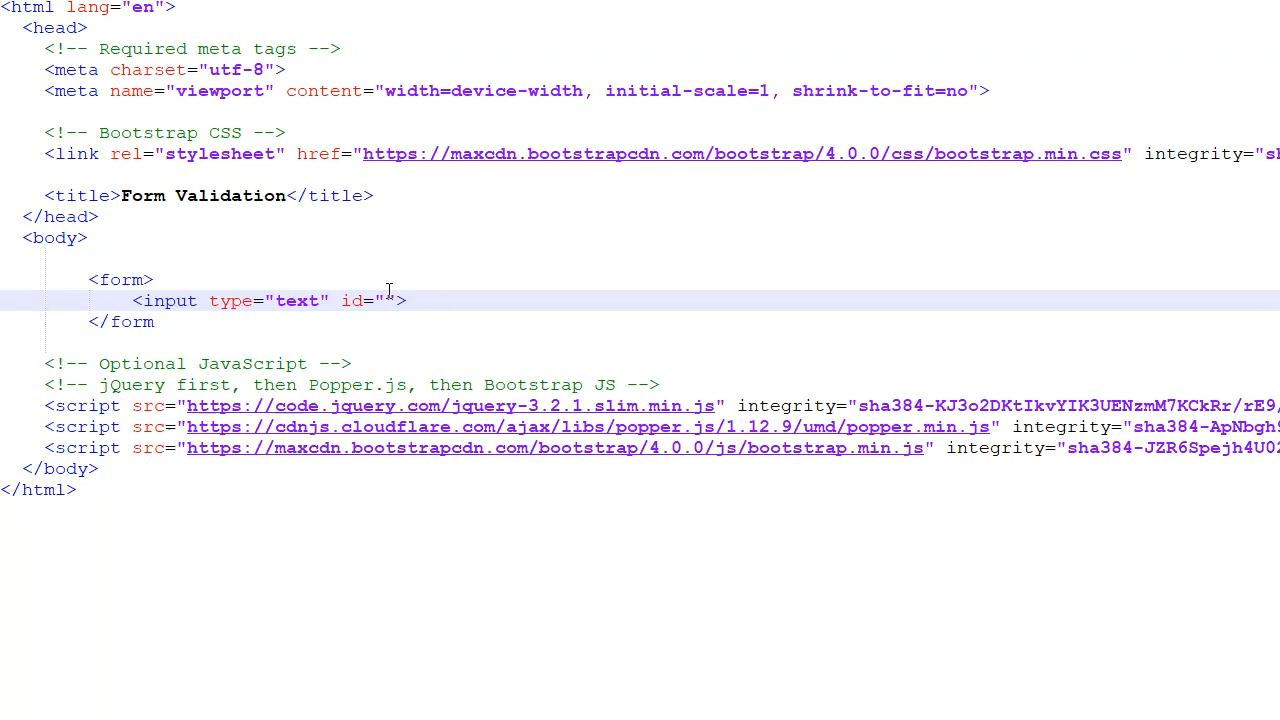 <html lang="en">
<head>
<!-- Required meta tags -->
<meta charset="utf-8">
<meta name="viewport" content="width=device-width, initial-scale=1, shrink-to-fit=no">
<!-- Bootstrap CSS -->
<link rel="stylesheet" href="https://maxcdn.bootstrapcdn.com/bootstrap/4.0.0/css/bootstrap.min.css" integrity="sh
<title>Form Validation</title>
</head>
<body>
<form>
<input type="text" id="">
</form
<!-- Optional JavaScript -->
<!-- jQuery first, then Popper.js, then Bootstrap JS -->
<script src="https://code.jquery.com/jquery-3.2.1.slim.min.js" integrity="sha384-KJ3o2DKtIkvYIK3UENzmM7KCkRr/rE9/
<script src="https://cdnjs.cloudflare.com/ajax/libs/popper.js/1.12.9/umd/popper.min.js" integrity="sha384-ApNbgh9
<script src="https://maxcdn.bootstrapcdn.com/bootstrap/4.0.0/js/bootstrap.min.js" integrity="sha384-JZR6Spejh4U02
</body>
</html>